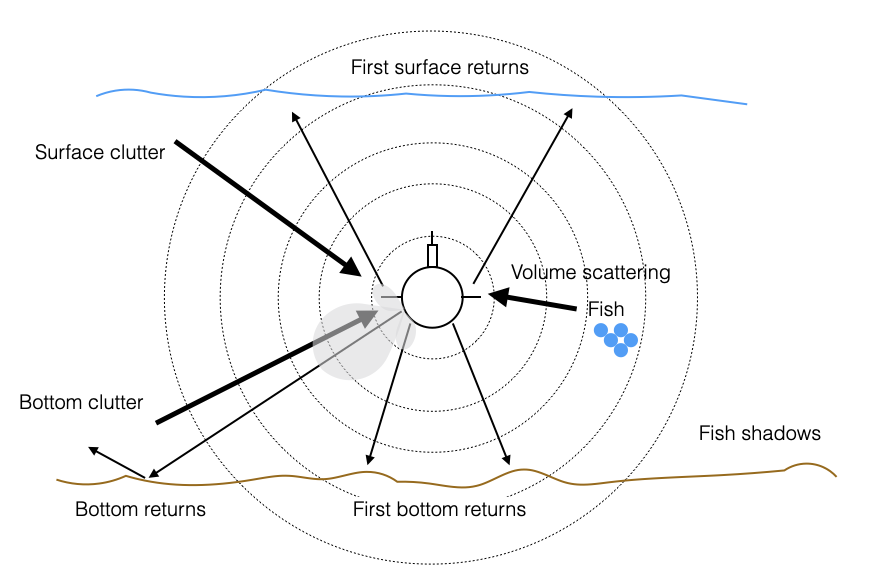 First surface returns
Surface clutter
Volume scattering
Fish
Bottom clutter
Fish shadows
Bottom returns
First bottom returns